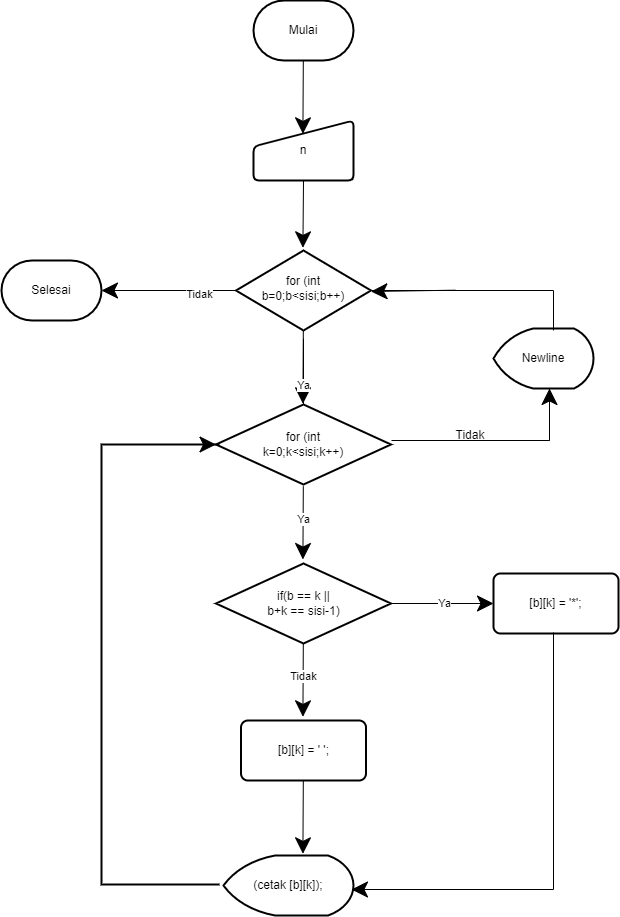 Mulai
n
for (int
b=0;b<sisi;b++)
Selesai
Tidak
Newline
Ya
for (int
k=0;k<sisi;k++)
Tidak
Ya
if(b == k ||
b+k == sisi-1)
Ya
[b][k] = '*';
Tidak
[b][k] = ' ';
(cetak [b][k]);